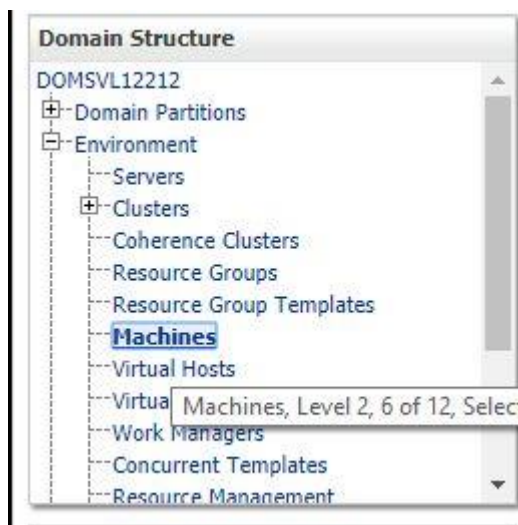 Domain Structure
DOMSVL12212
Domain Partitions
Environment
Servers
Clusters
Coherence Clusters
Resource Groups
Resource Group Templates
Machines
Virtual Hosts
Virtua
Machines, Level 2, 6 of 12, Selec
Work Managers
Concurrent Templates
Resource Management